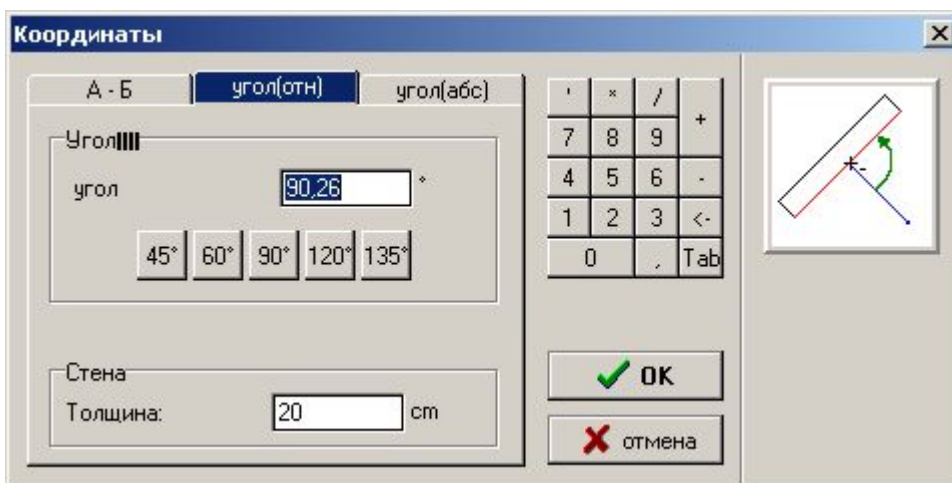 Координаты
А - Б угол(отн) угол(абс)
Угол
угол 90,26 °
45° 60° 90° 120° 135°
Стена
Толщина: 20 cm
' * / +
7 8 9
4 5 6 -
1 2 3 <-
0 , Tab
OK
отмена